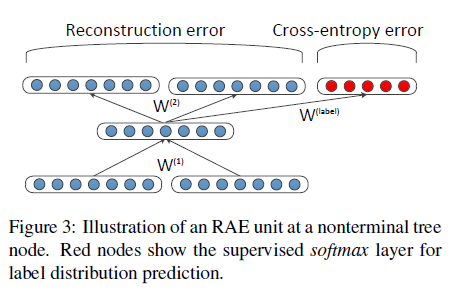 Reconstruction error Cross-entropy error
W(2)
W(label)
W(1)
Figure 3: Illustration of an RAE unit at a nonterminal tree
node. Red nodes show the supervised softmax layer for
label distribution prediction.